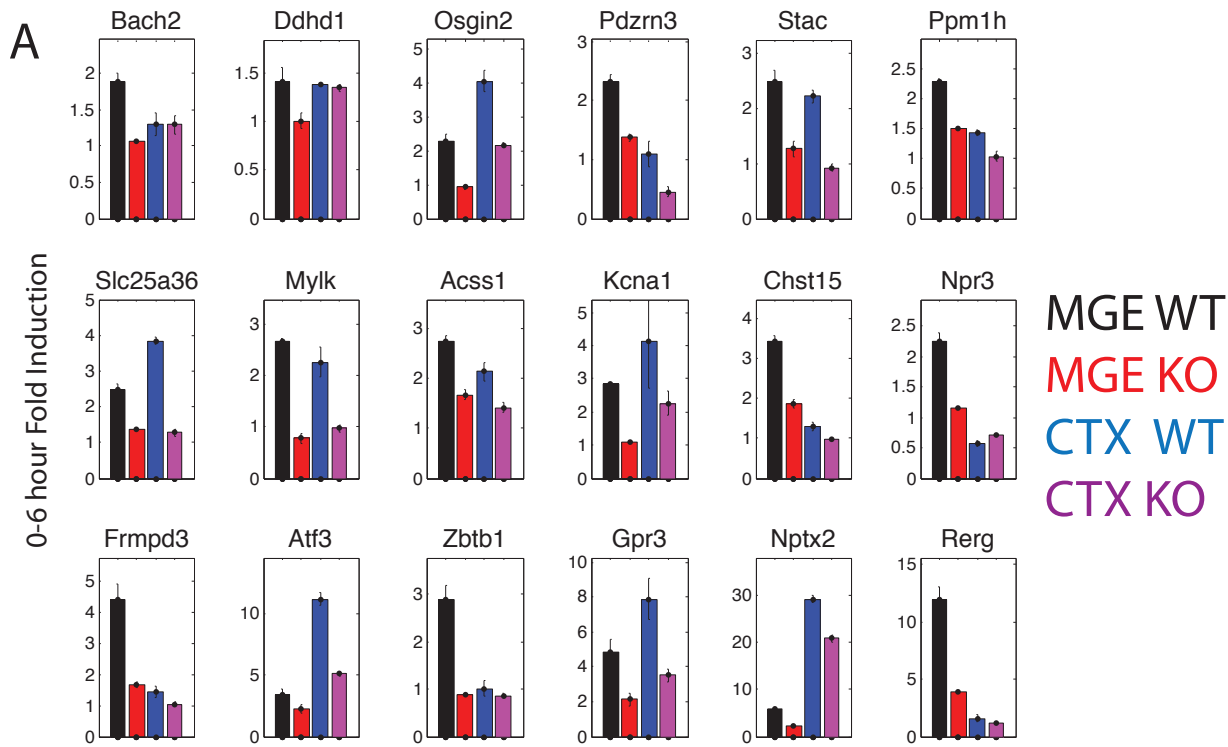 A
Bach2 Ddhd1 Osgin2 Pdzrn3 Stac Ppm1h
2 1.5 1 0.5 0
1.5 1 0.5 0
5 4 3 2 1 0
3 2 1 0
3 2 1 0
2.5 2 1.5 1 0.5 0
0-6 hour Fold Induction
Slc25a36 Mylk Acss1 Kcna1 Chst15 Npr3
5 4 3 2 1 0
3 2 1 0
3 2 1 0
5 4 3 2 1 0
4 3 2 1 0
2.5 2 1.5 1 0.5 0
MGE WT
MGE KO
CTX WT
CTX KO
Frmpd3 Atf3 Zbtb1 Gpr3 Nptx2 Rerg
5 4 3 2 1 0
10 5 0
3 2 1 0
10 8 6 4 2 0
30 20 10 0
15 10 5 0